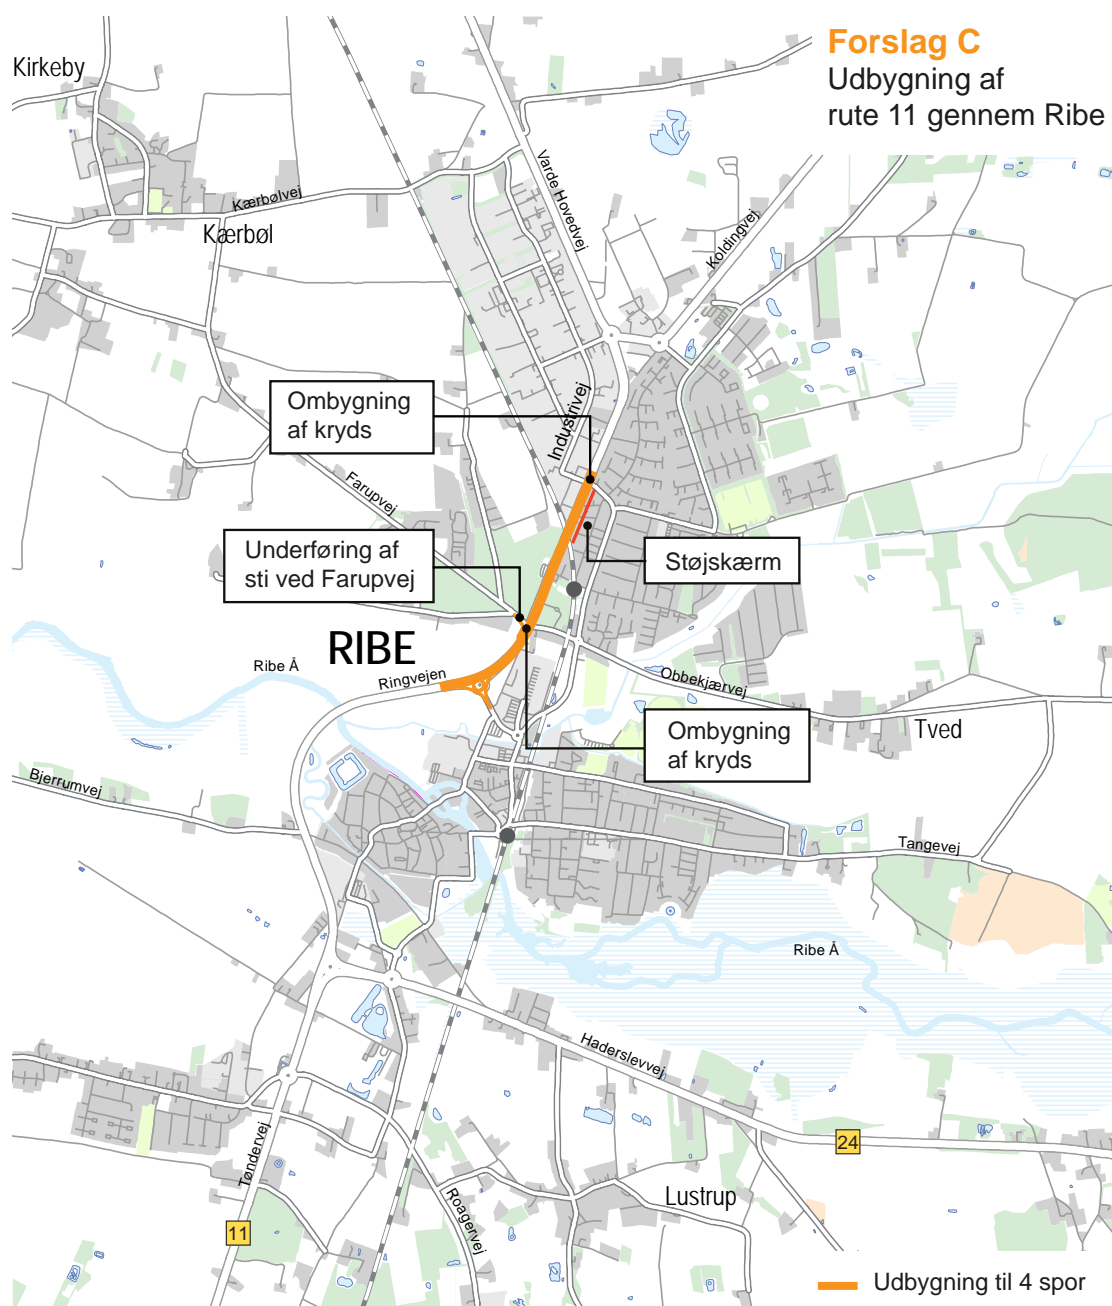 Forslag C
Udbygning af
rute 11 gennem Ribe
Kirkeby
Kærbølvej
Kærbøl
Varde Hovedvej
Koldingvej
Industrivej
Ombygning
af kryds
Farupvej
Underføring af
sti ved Farupvej
Støjskærm
RIBE
Ribe Å
Ringvejen
Obbekjærvej
Tved
Ombygning
af kryds
Bjerrumvej
Tangevej
Ribe Å
Haderslevvej
24
Tøndervej
Roagervej
Lustrup
11
Udbygning til 4 spor